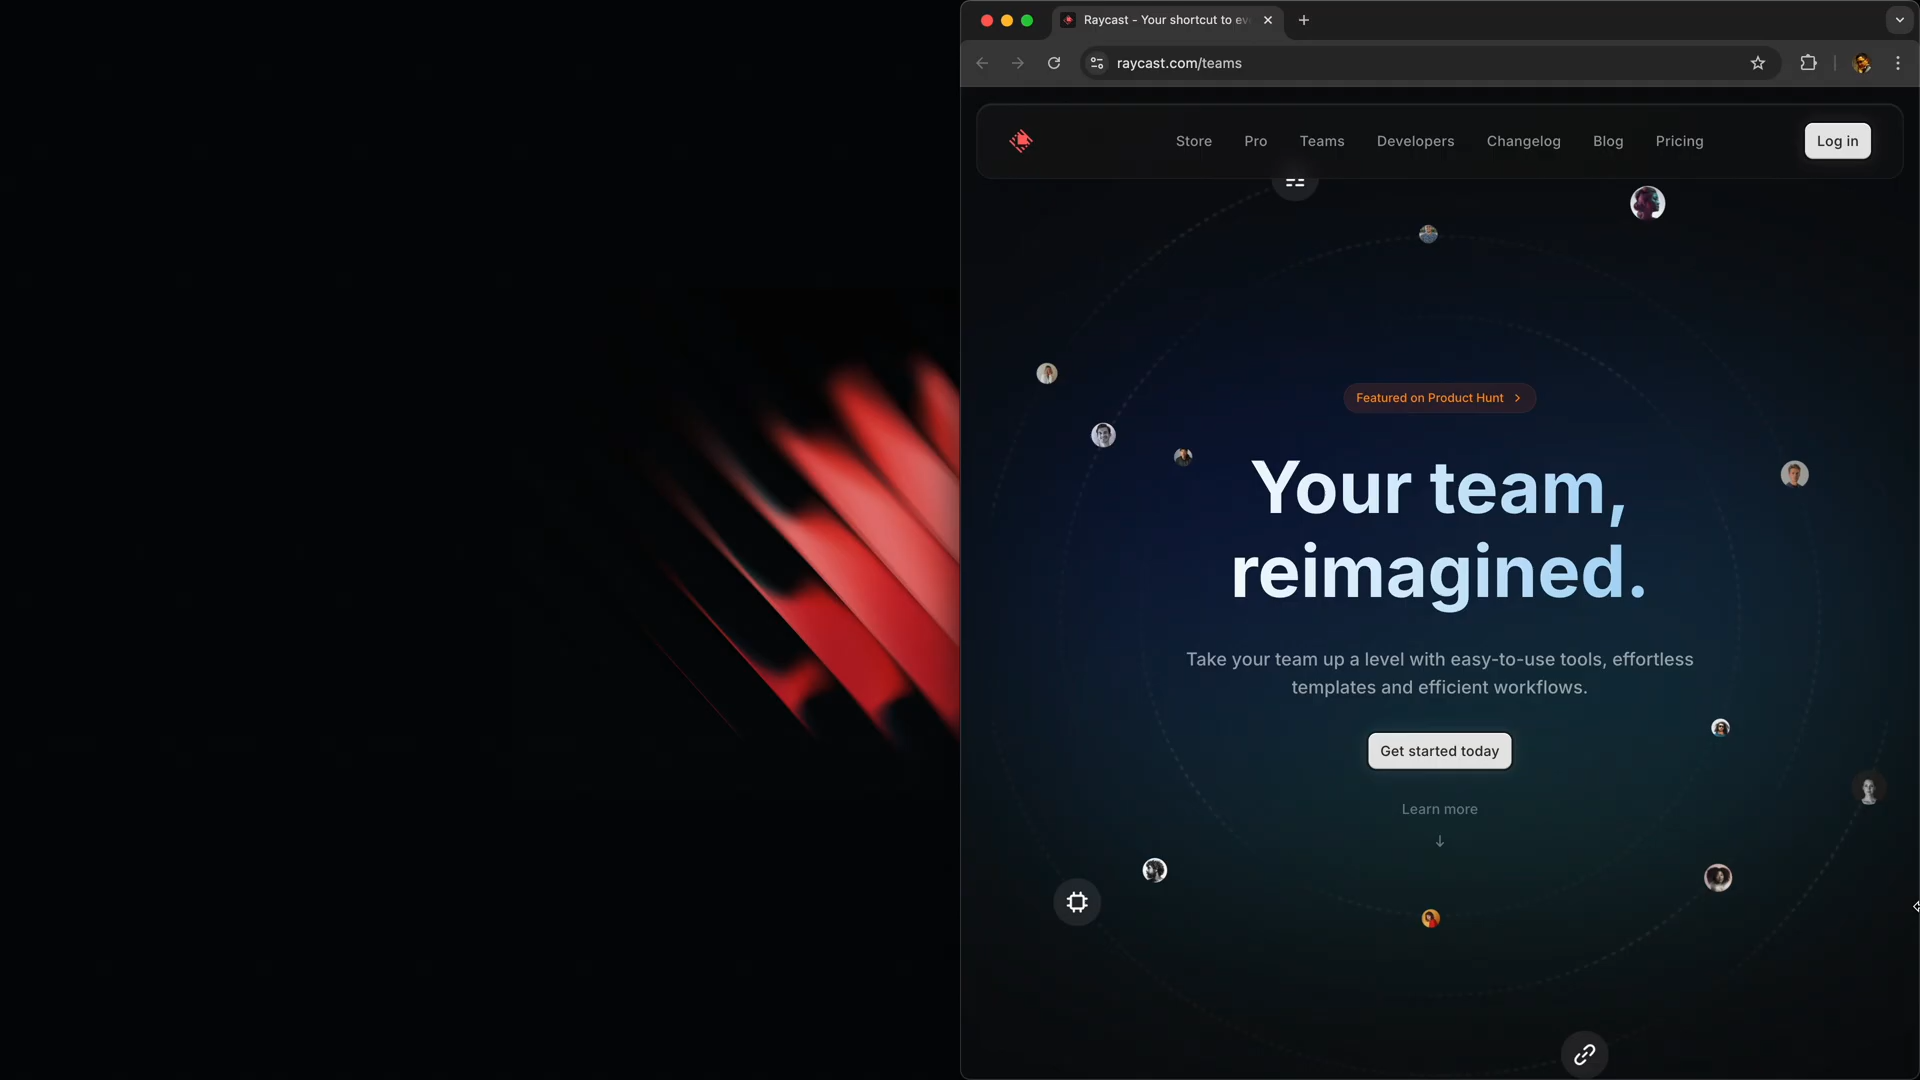 Raycast - Your shortcut to ev
raycast.com/teams
Store
Pro
Teams
Developers
Changelog
Blog
Pricing
Log in
Featured on Product Hunt
Your team,
reimagined.
Take your team up a level with easy-to-use tools, effortless
templates and efficient workflows.
Get started today
Learn more